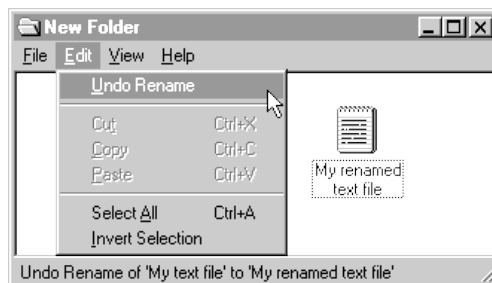 New Folder
File Edit View Help
Undo Rename
Cut Ctrl+X
Copy Ctrl+C
Paste Ctrl+V
Select All Ctrl+A
Invert Selection
My renamed
text file
Undo Rename of 'My text file' to 'My renamed text file'